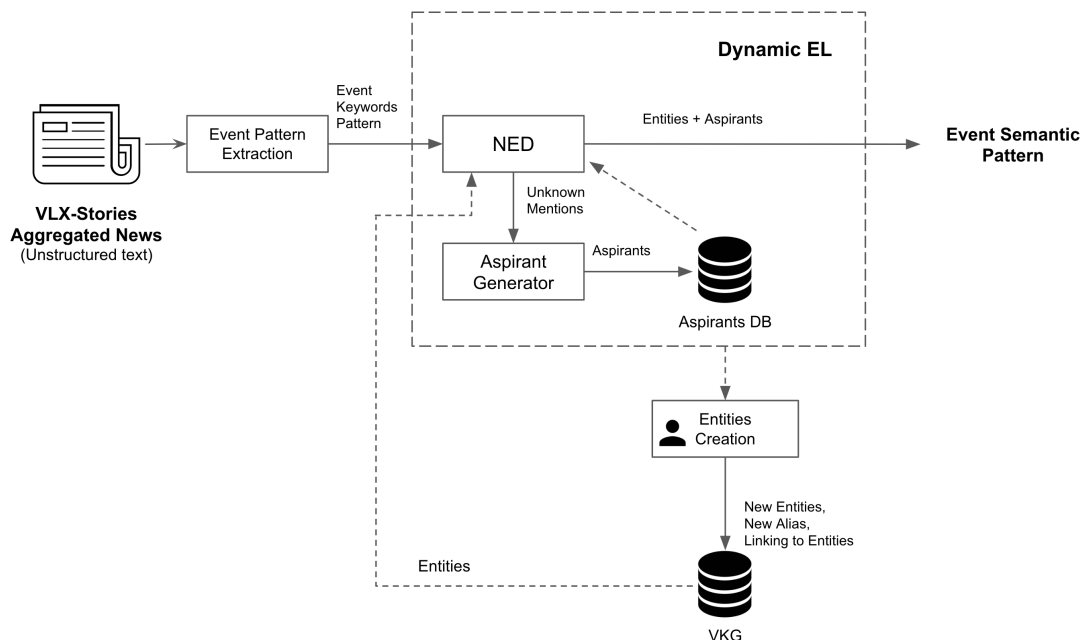 Dynamic EL
Event
Keywords
Pattern
Event Pattern
Extraction
NED
Entities + Aspirants
Event Semantic
Pattern
VLX-Stories
Aggregated News
(Unstructured text)
Unknown
Mentions
Aspirant
Generator
Aspirants
Aspirants DB
Entities
Creation
New Entities,
New Alias,
Linking to Entities
Entities
VKG